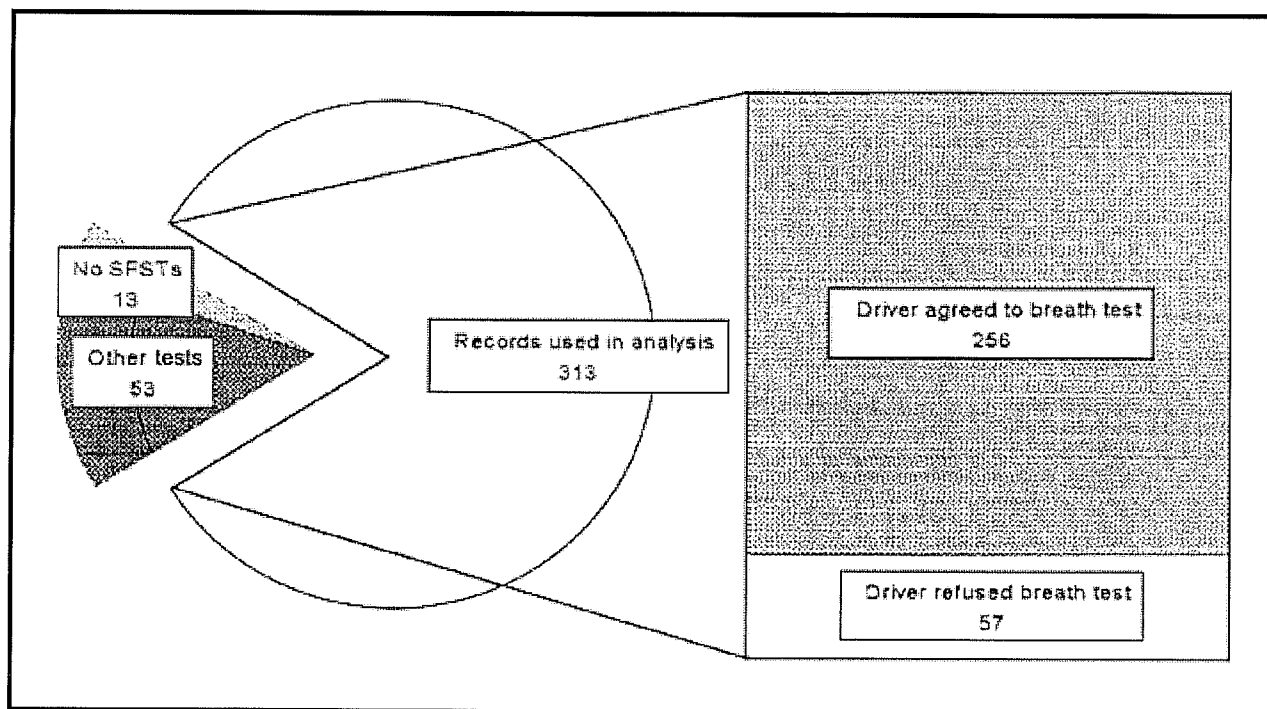 No SFSTs
13
Other tests
53
Records used in analysis
313
Driver agreed to breath test
256
Driver refused breath test
57